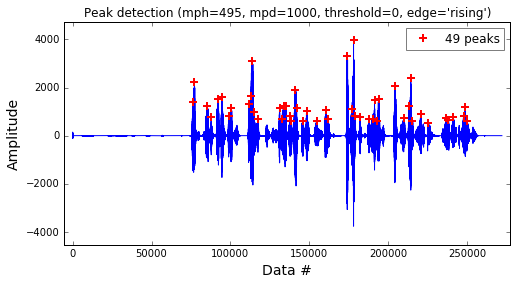 Peak detection (mph=495, mpd=1000, threshold=0, edge='rising')
4000
2000
0
−2000
−4000
Amplitude
49 peaks
0
50000
100000
150000
200000
250000
Data #